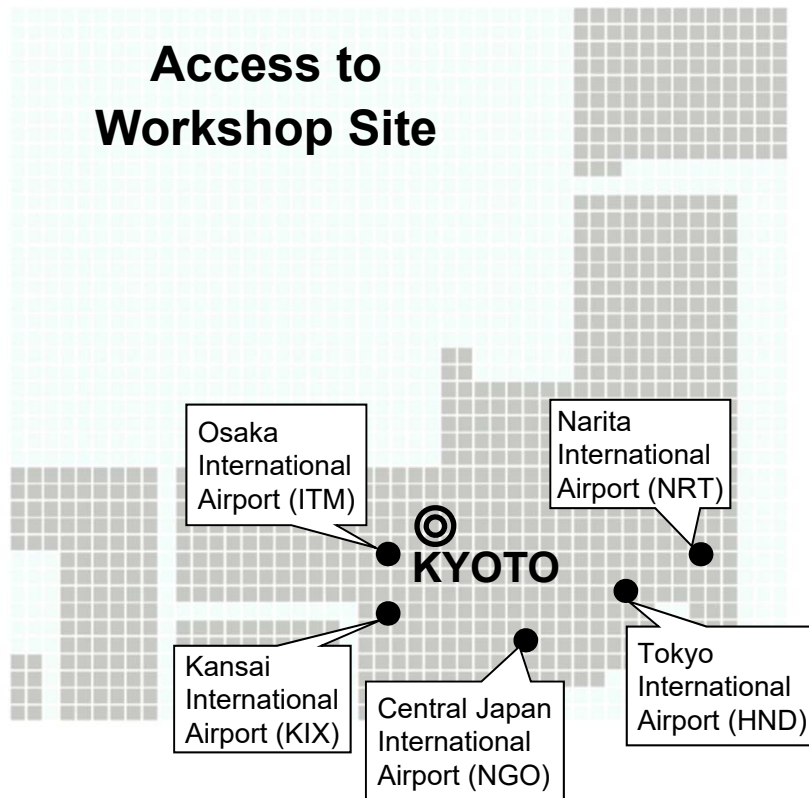 Access to
Workshop Site
Osaka
International
Airport (ITM)
Narita
International
Airport (NRT)
KYOTO
Kansai
International
Airport (KIX)
Central Japan
International
Airport (NGO)
Tokyo
International
Airport (HND)